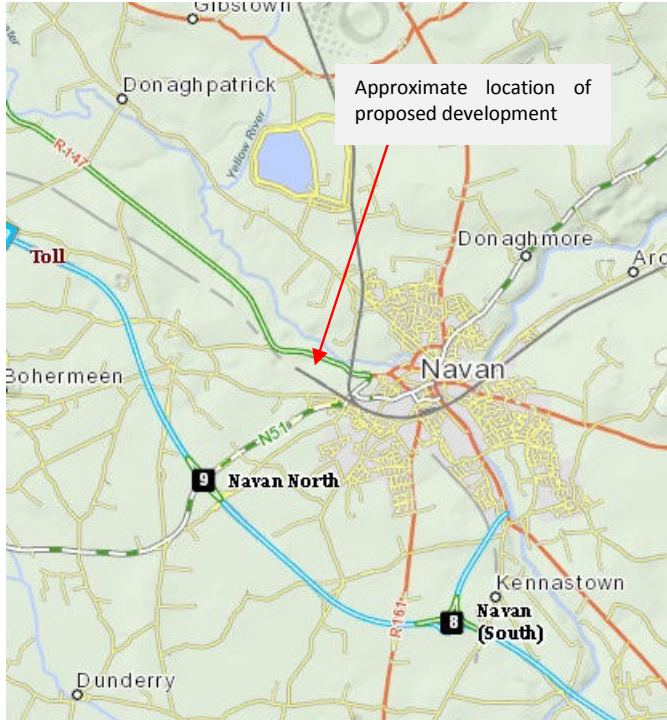 Gibstown
Donaghpatrick
Approximate location of
proposed development
R147
Yellow River
Donaghmore
Toll
Navan
Bohermeen
N51
9
Navan North
Kennastown
R161
8
Navan
(South)
Dunderry